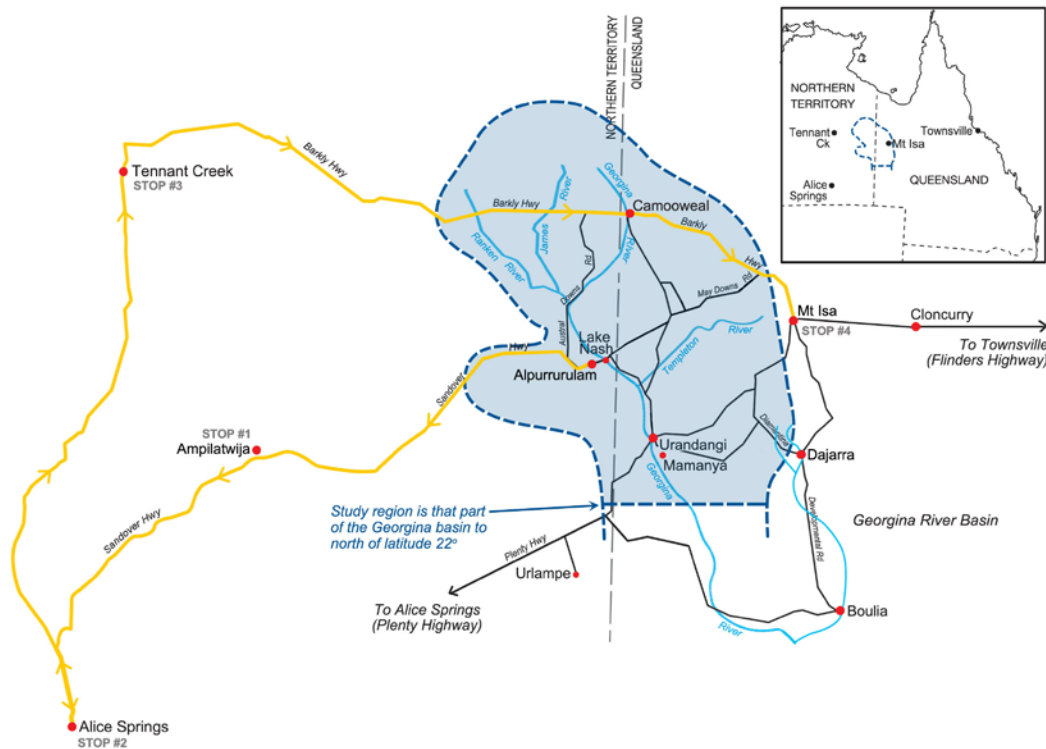 NORTHERN TERRITORY
QUEENSLAND
NORTHERN
TERRITORY
Tennant
Ck
Mt Isa
Townsville
Alice
Springs
QUEENSLAND
Tennant Creek
STOP #3
Barkly Hwy
Barkly Hwy
Georgina
River
Camooweal
Barkly
Hwy
Ranken
River
James
River
Austral
Downs
Rd
May Downs
Rd
Mt Isa
STOP #4
Cloncurry
To Townsville
(Flinders Highway)
Lake
Nash
Templeton
River
Alpurrurulam
Sandover
Hwy
STOP #1
Ampilatwija
Sandover Hwy
Urandangi
Mamanya
Georgina
River
Diamantina
Dajarra
Developmental Rd
Georgina River Basin
Study region is that part
of the Georgina basin to
north of latitude 22º
Plenty Hwy
Urlampe
To Alice Springs
(Plenty Highway)
Boulia
Alice Springs
STOP #2